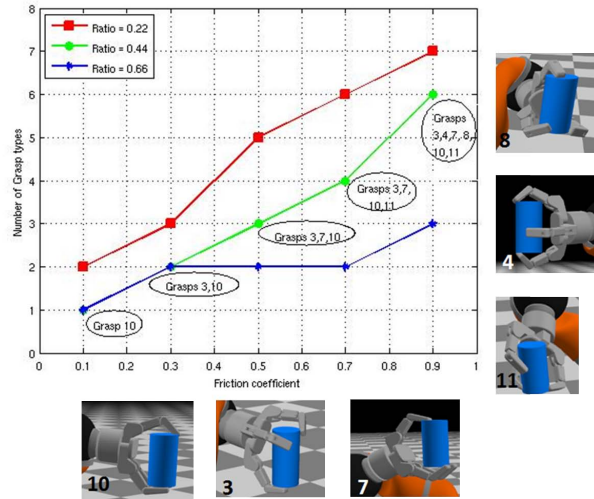 8
7
6
5
4
3
2
1
0
Number of Grasp types
Ratio = 0.22
Ratio = 0.44
Ratio = 0.66
Grasps
3,4,7, 8,
10,11
Grasps 3,7,
10,11
Grasps 3,7,10
Grasps 3,10
Grasp 10
0 0.1 0.2 0.3 0.4 0.5 0.6 0.7 0.8 0.9 1
Friction coefficient
8
4
11
10
3
7